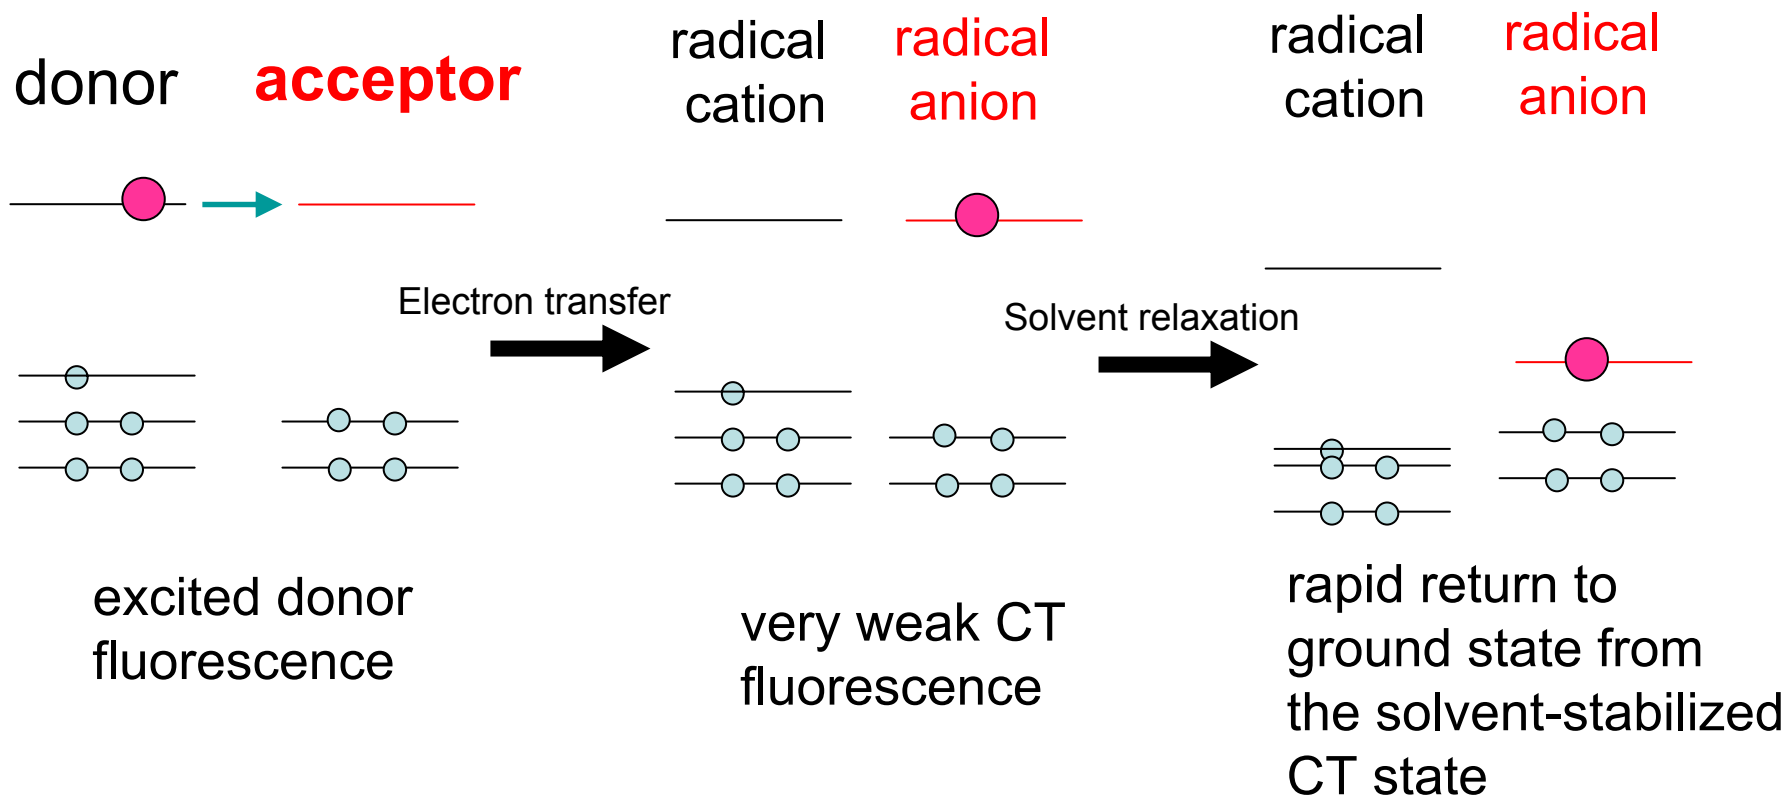 donor
acceptor
radical
cation
radical
anion
radical
cation
radical
anion
Electron transfer
Solvent relaxation
excited donor
fluorescence
very weak CT
fluorescence
rapid return to
ground state from
the solvent-stabilized
CT state